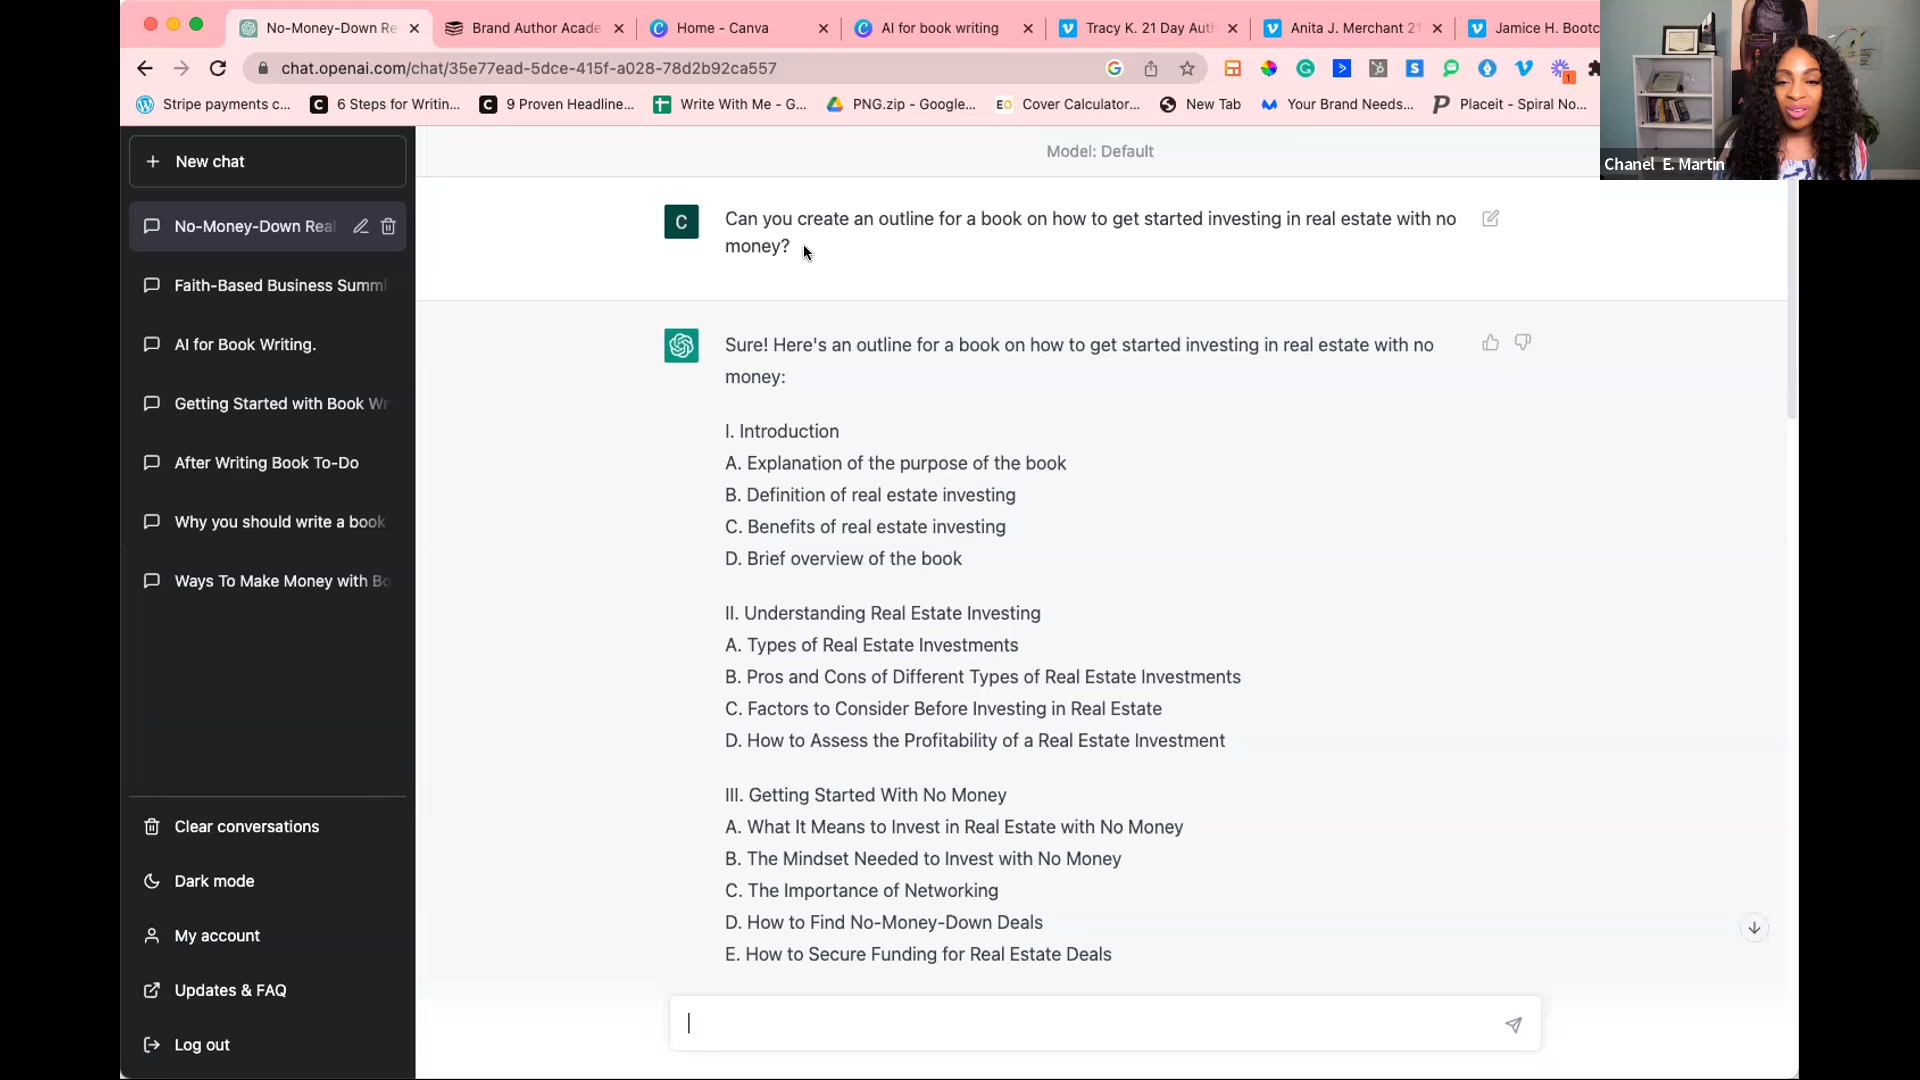 No-Money-Down Re
Brand Author Acade
Home - Canva
AI for book writing
Tracy K. 21 Day Aut
Anita J. Merchant 21
Jamice H. Bootc
chat.openai.com/chat/35e77ead-5dce-415f-a028-78d2b92ca557
Stripe payments c...
6 Steps for Writin...
9 Proven Headline...
Write With Me - G...
PNG.zip - Google...
EO
Cover Calculator...
New Tab
Your Brand Needs...
Placeit - Spiral No...
Chanel E. Martin
New chat
No-Money-Down Real
Faith-Based Business Summi
AI for Book Writing.
Getting Started with Book Wr
After Writing Book To-Do
Why you should write a book
Ways To Make Money with Bo
Clear conversations
Dark mode
My account
Updates & FAQ
Log out
Model: Default
C
Can you create an outline for a book on how to get started investing in real estate with no
money?
Sure! Here's an outline for a book on how to get started investing in real estate with no
money:
I. Introduction
A. Explanation of the purpose of the book
B. Definition of real estate investing
C. Benefits of real estate investing
D. Brief overview of the book
II. Understanding Real Estate Investing
A. Types of Real Estate Investments
B. Pros and Cons of Different Types of Real Estate Investments
C. Factors to Consider Before Investing in Real Estate
D. How to Assess the Profitability of a Real Estate Investment
III. Getting Started With No Money
A. What It Means to Invest in Real Estate with No Money
B. The Mindset Needed to Invest with No Money
C. The Importance of Networking
D. How to Find No-Money-Down Deals
E. How to Secure Funding for Real Estate Deals